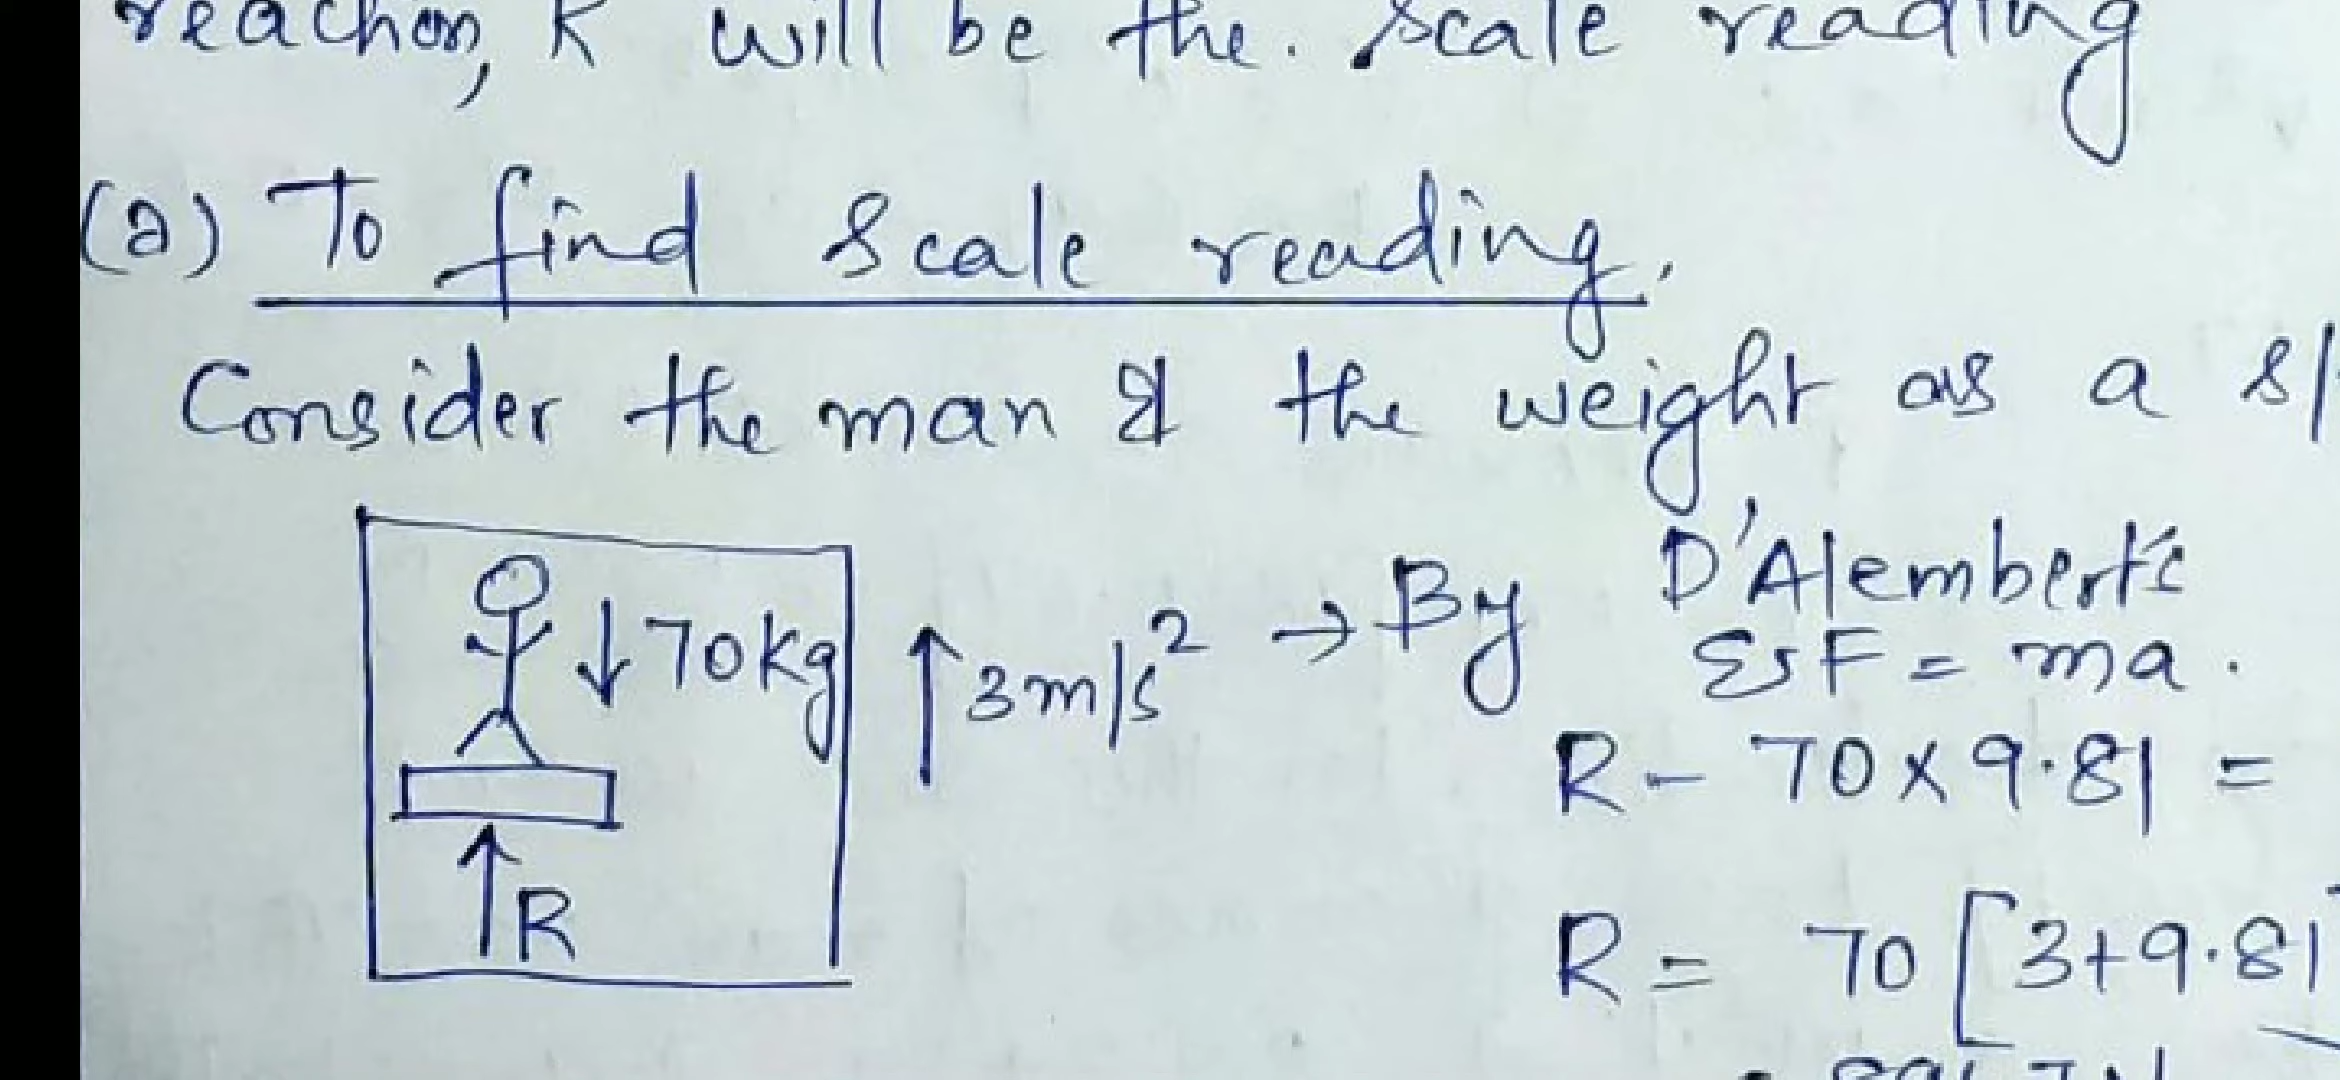 reaction, R will be the. scale reading
(a) To find scale reading.
Consider the man & the weight as a
↓70kg
↑3m/s² → By D'Alembert's
ΣF = ma.
R - 70 × 9.81 =
R = 70 [3+9.81
↑R